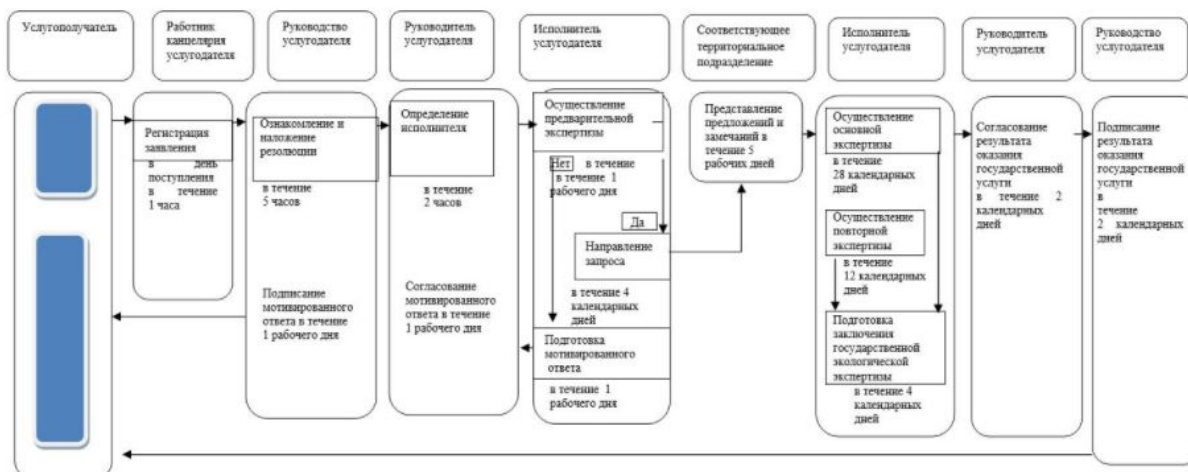 Услугополучатель
Работник
канцелярия
услугодателя
Руководство
услугодателя
Руководитель
услугодателя
Исполнитель
услугодателя
Соответствующее
территориальное
подразделение
Исполнитель
услугодателя
Руководитель
услугодателя
Руководство
услугодателя
Регистрация
заявления
в день
поступления
в течение
1 часа
Ознакомление и
наложение
резолюции
в течение
5 часов
Подписание
мотивированного
ответа в течение
1 рабочего дня
Определение
исполнителя
в течение
2 часов
Согласование
мотивированного
ответа в течение
1 рабочего дня
Осуществление
предварительной
экспертизы
Нет в течение
в течение 1
рабочего дня
Да
Направление
запроса
в течение 4
календарных
дней
Подготовка
мотивированного
ответа
в течение 1
рабочего дня
Представление
предложений и
замечаний в
течение 5
рабочих дней
Осуществление
основной
экспертизы
в течение
28 календарных
дней
Осуществление
повторной
экспертизы
в течение
12 календарных
дней
Подготовка
заключения
государственной
экологической
экспертизы
в течение 4
календарных
дней
Согласование
результата
оказания
государственной
услуги
в течение 2
календарных
дней
Подписание
результата
оказания
государственной
услуги
в
течение
2 календарных
дней